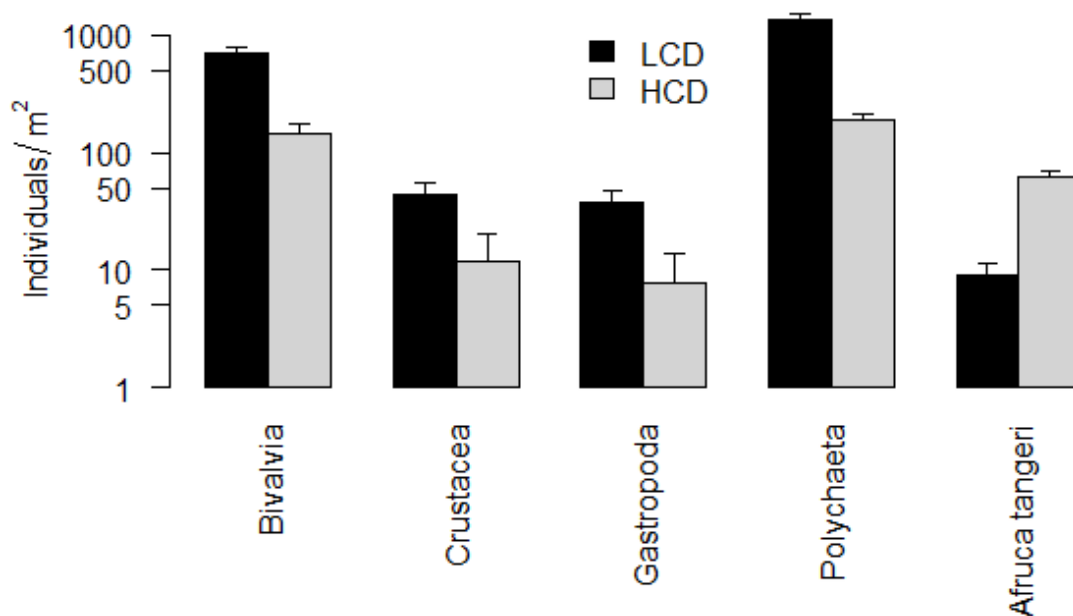 Individuals/ m²
1000
500
100
50
10
5
1
LCD
HCD
Bivalvia
Crustacea
Gastropoda
Polychaeta
Afruca tangeri